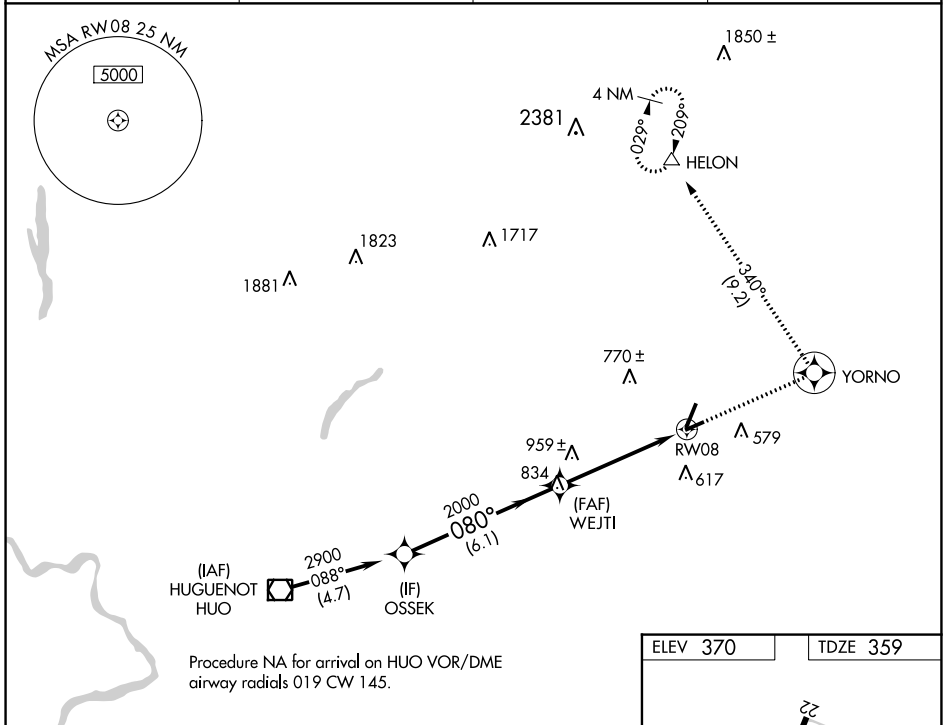 MSA RW08 25 NM
5000
1850 ±
4 NM
029°
209°
2381
HELON
1823
1717
1881
340°
(9.2)
770 ±
YORNO
579
RW08
959 ±
834
617
(FAF)
WEJTI
2000
080°
(6.1)
2900
088°
(4.7)
(IAF)
HUGUENOT
HUO
(IF)
OSSEK
Procedure NA for arrival on HUO VOR/DME
airway radials 019 CW 145.
ELEV 370
TDZE 359
22